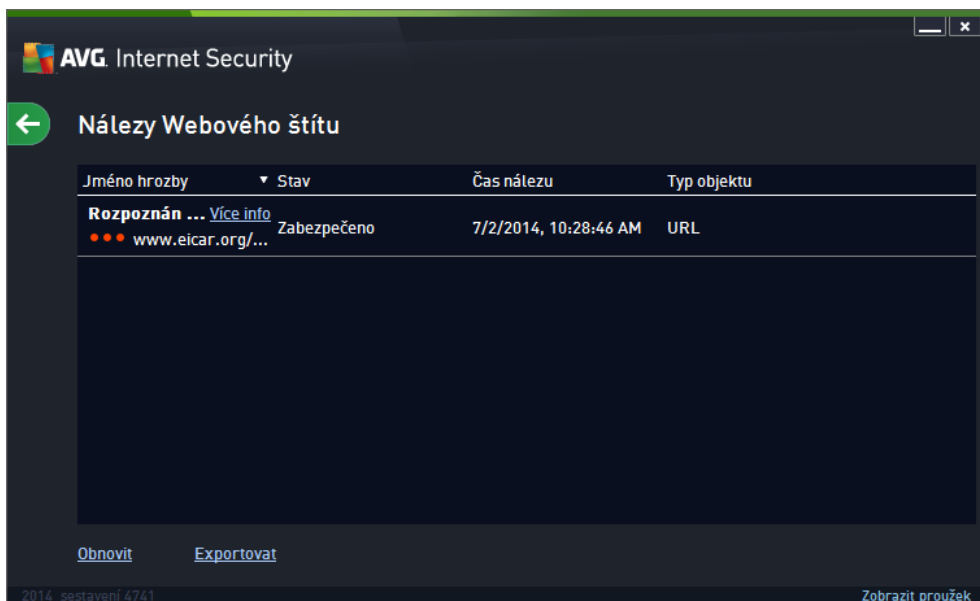 AVG. Internet Security
Nálezy Webového štítu
Jméno hrozby Stav Čas nálezu Typ objektu
Rozpoznán ... Více info
www.eicar.org/... Zabezpečeno 7/2/2014, 10:28:46 AM URL
Obnovit Exportovat
2014 sestavení 4741 Zobrazit proužek